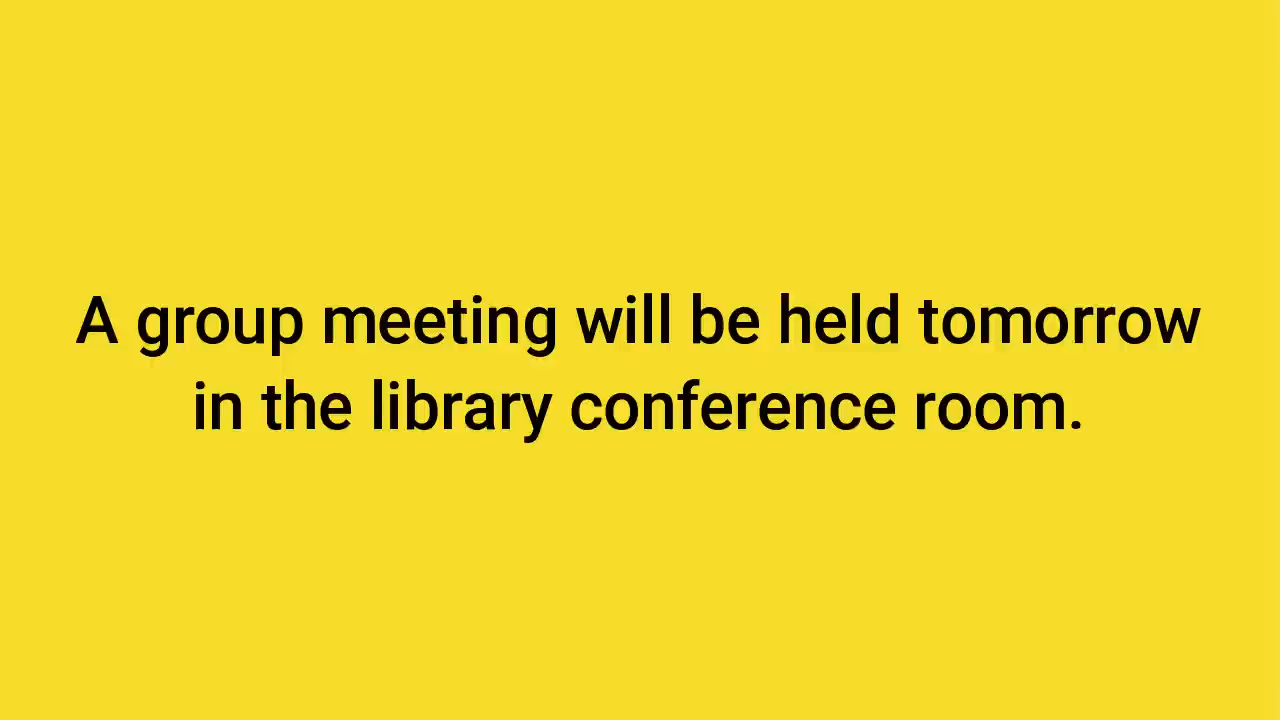 A group meeting will be held tomorrow
in the library conference room.